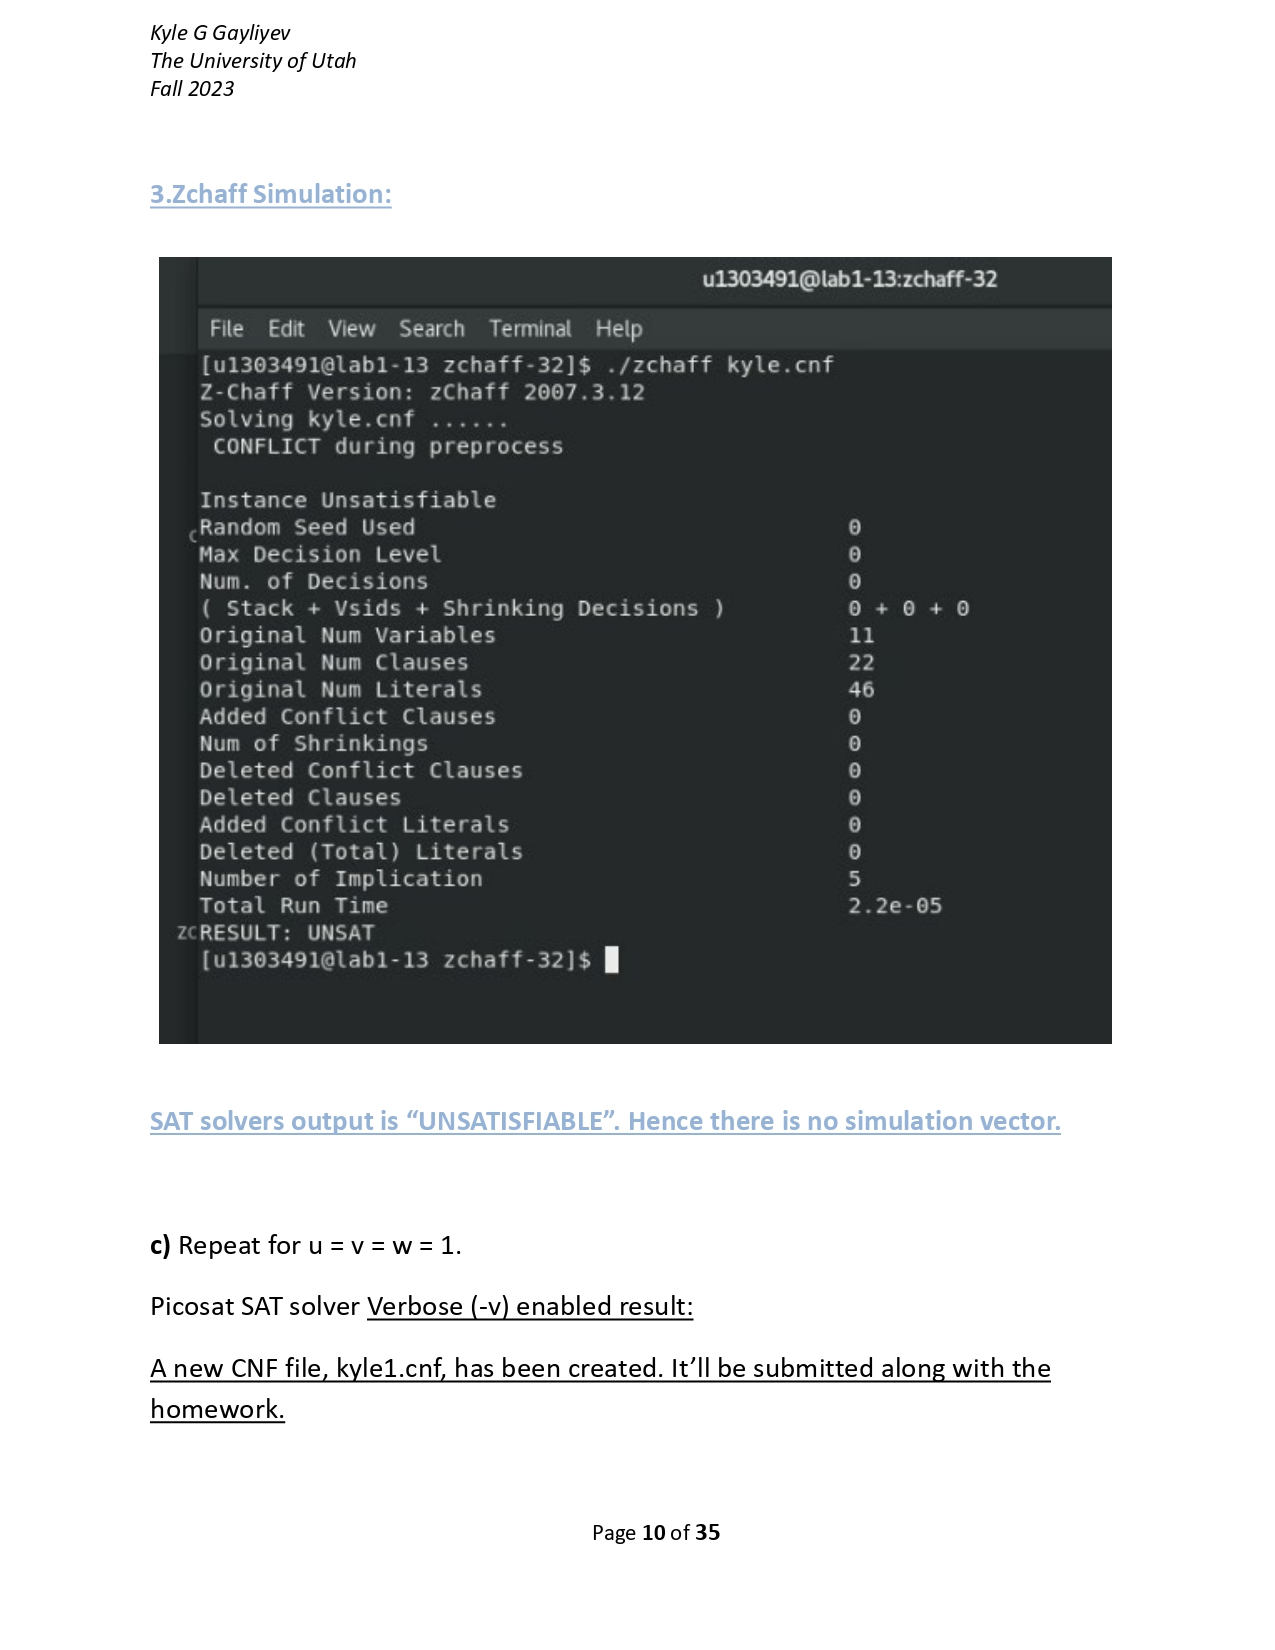 Kyle G Gayliyev
The University of Utah
Fall 2023
3.Zchaff Simulation:
u1303491@lab1-13:zchaff-32
File Edit View Search Terminal Help
[u1303491@lab1-13 zchaff-32]$ ./zchaff kyle.cnf
Z-Chaff Version: zChaff 2007.3.12
Solving kyle.cnf ......
CONFLICT during preprocess
Instance Unsatisfiable
Random Seed Used 0
Max Decision Level 0
Num. of Decisions 0
( Stack + Vsids + Shrinking Decisions ) 0 + 0 + 0
Original Num Variables 11
Original Num Clauses 22
Original Num Literals 46
Added Conflict Clauses 0
Num of Shrinkings 0
Deleted Conflict Clauses 0
Deleted Clauses 0
Added Conflict Literals 0
Deleted (Total) Literals 0
Number of Implication 5
Total Run Time 2.2e-05
RESULT: UNSAT
[u1303491@lab1-13 zchaff-32]$
SAT solvers output is “UNSATISFIABLE”. Hence there is no simulation vector.
c) Repeat for u = v = w = 1.
Picosat SAT solver Verbose (-v) enabled result:
A new CNF file, kyle1.cnf, has been created. It’ll be submitted along with the
homework.
Page 10 of 35